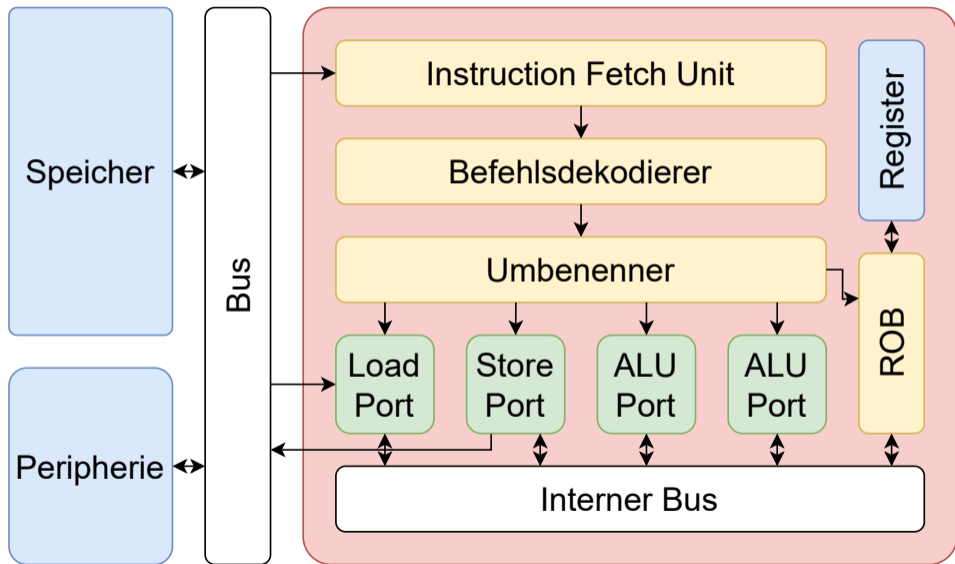 Speicher
Peripherie
Bus
Instruction Fetch Unit
Befehlsdekodierer
Umbenenner
Load
Port
Store
Port
ALU
Port
ALU
Port
Interner Bus
Register
ROB